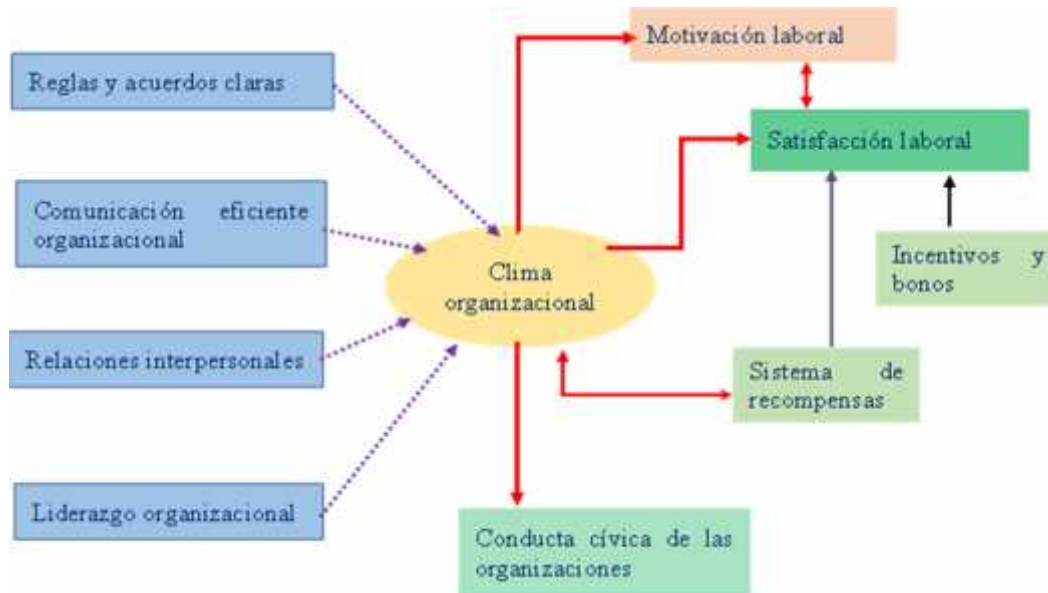 Motivación laboral
Reglas y acuerdos claras
Satisfacción laboral
Comunicación eficiente
organizacional
Incentivos y
bonos
Clima
organizacional
Relaciones interpersonales
Sistema de
recompensas
Liderazgo organizacional
Conducta cívica de las
organizaciones